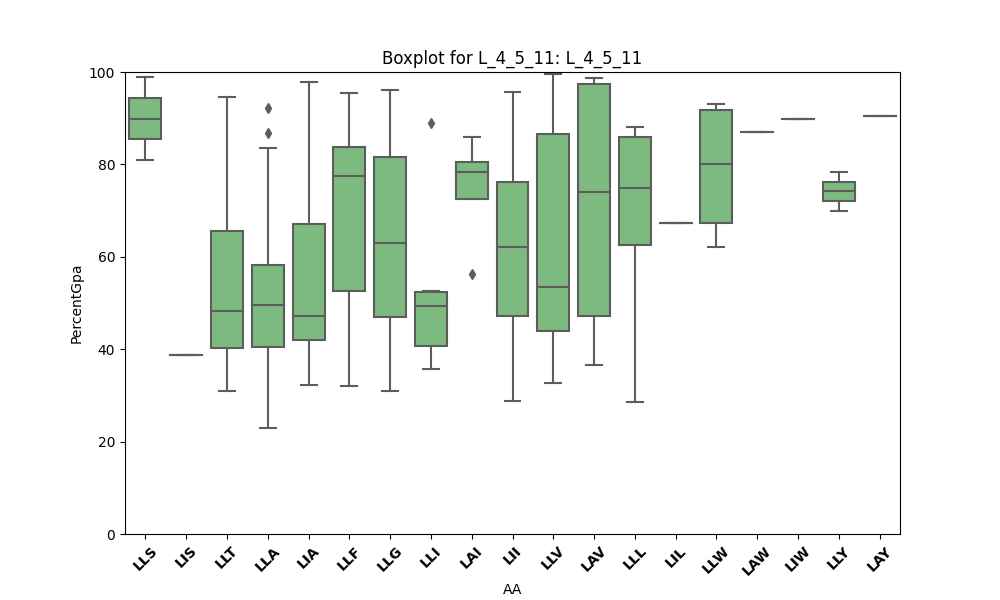 Boxplot for L_4_5_11: L_4_5_11
PercentGpa
100
80
60
40
20
0
LLS LIS LLT LLA LIA LLF LLG LLI LAI LII LLV LAV LLL LIL LLW LAW LIW LLY LAY
AA